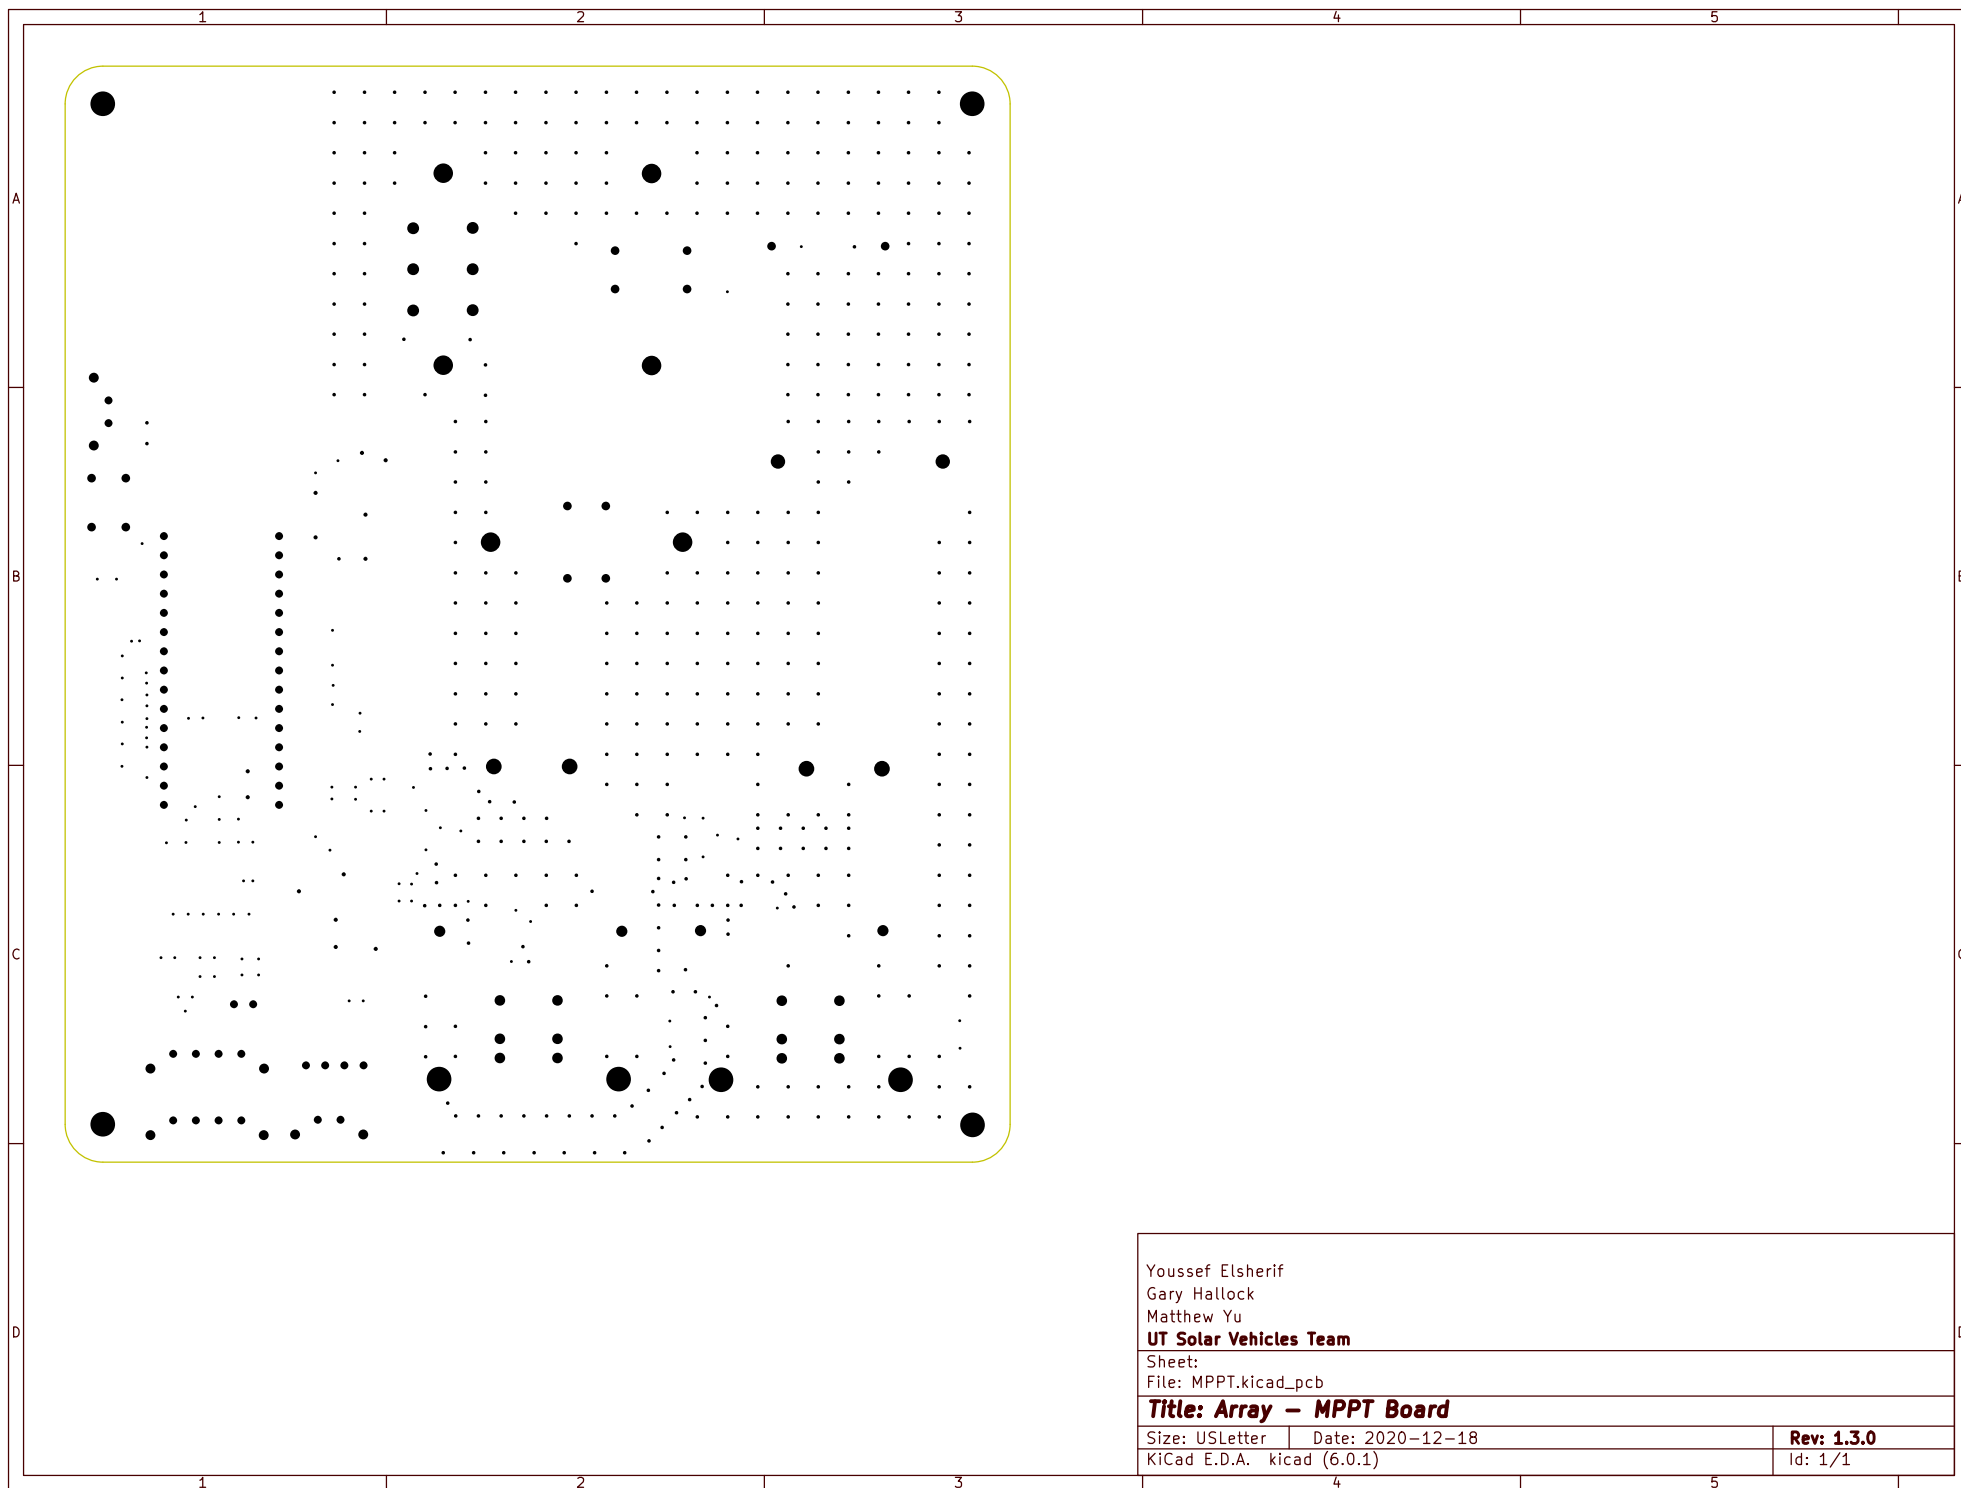 1 2 3 4 5
A A
B B
C C
D D
Youssef Elsherif
Gary Hallock
Matthew Yu
UT Solar Vehicles Team
Sheet:
File: MPPT.kicad_pcb
Title: Array - MPPT Board
Size: USLetter Date: 2020-12-18 Rev: 1.3.0
KiCad E.D.A. kicad (6.0.1) Id: 1/1
1 2 3 4 5